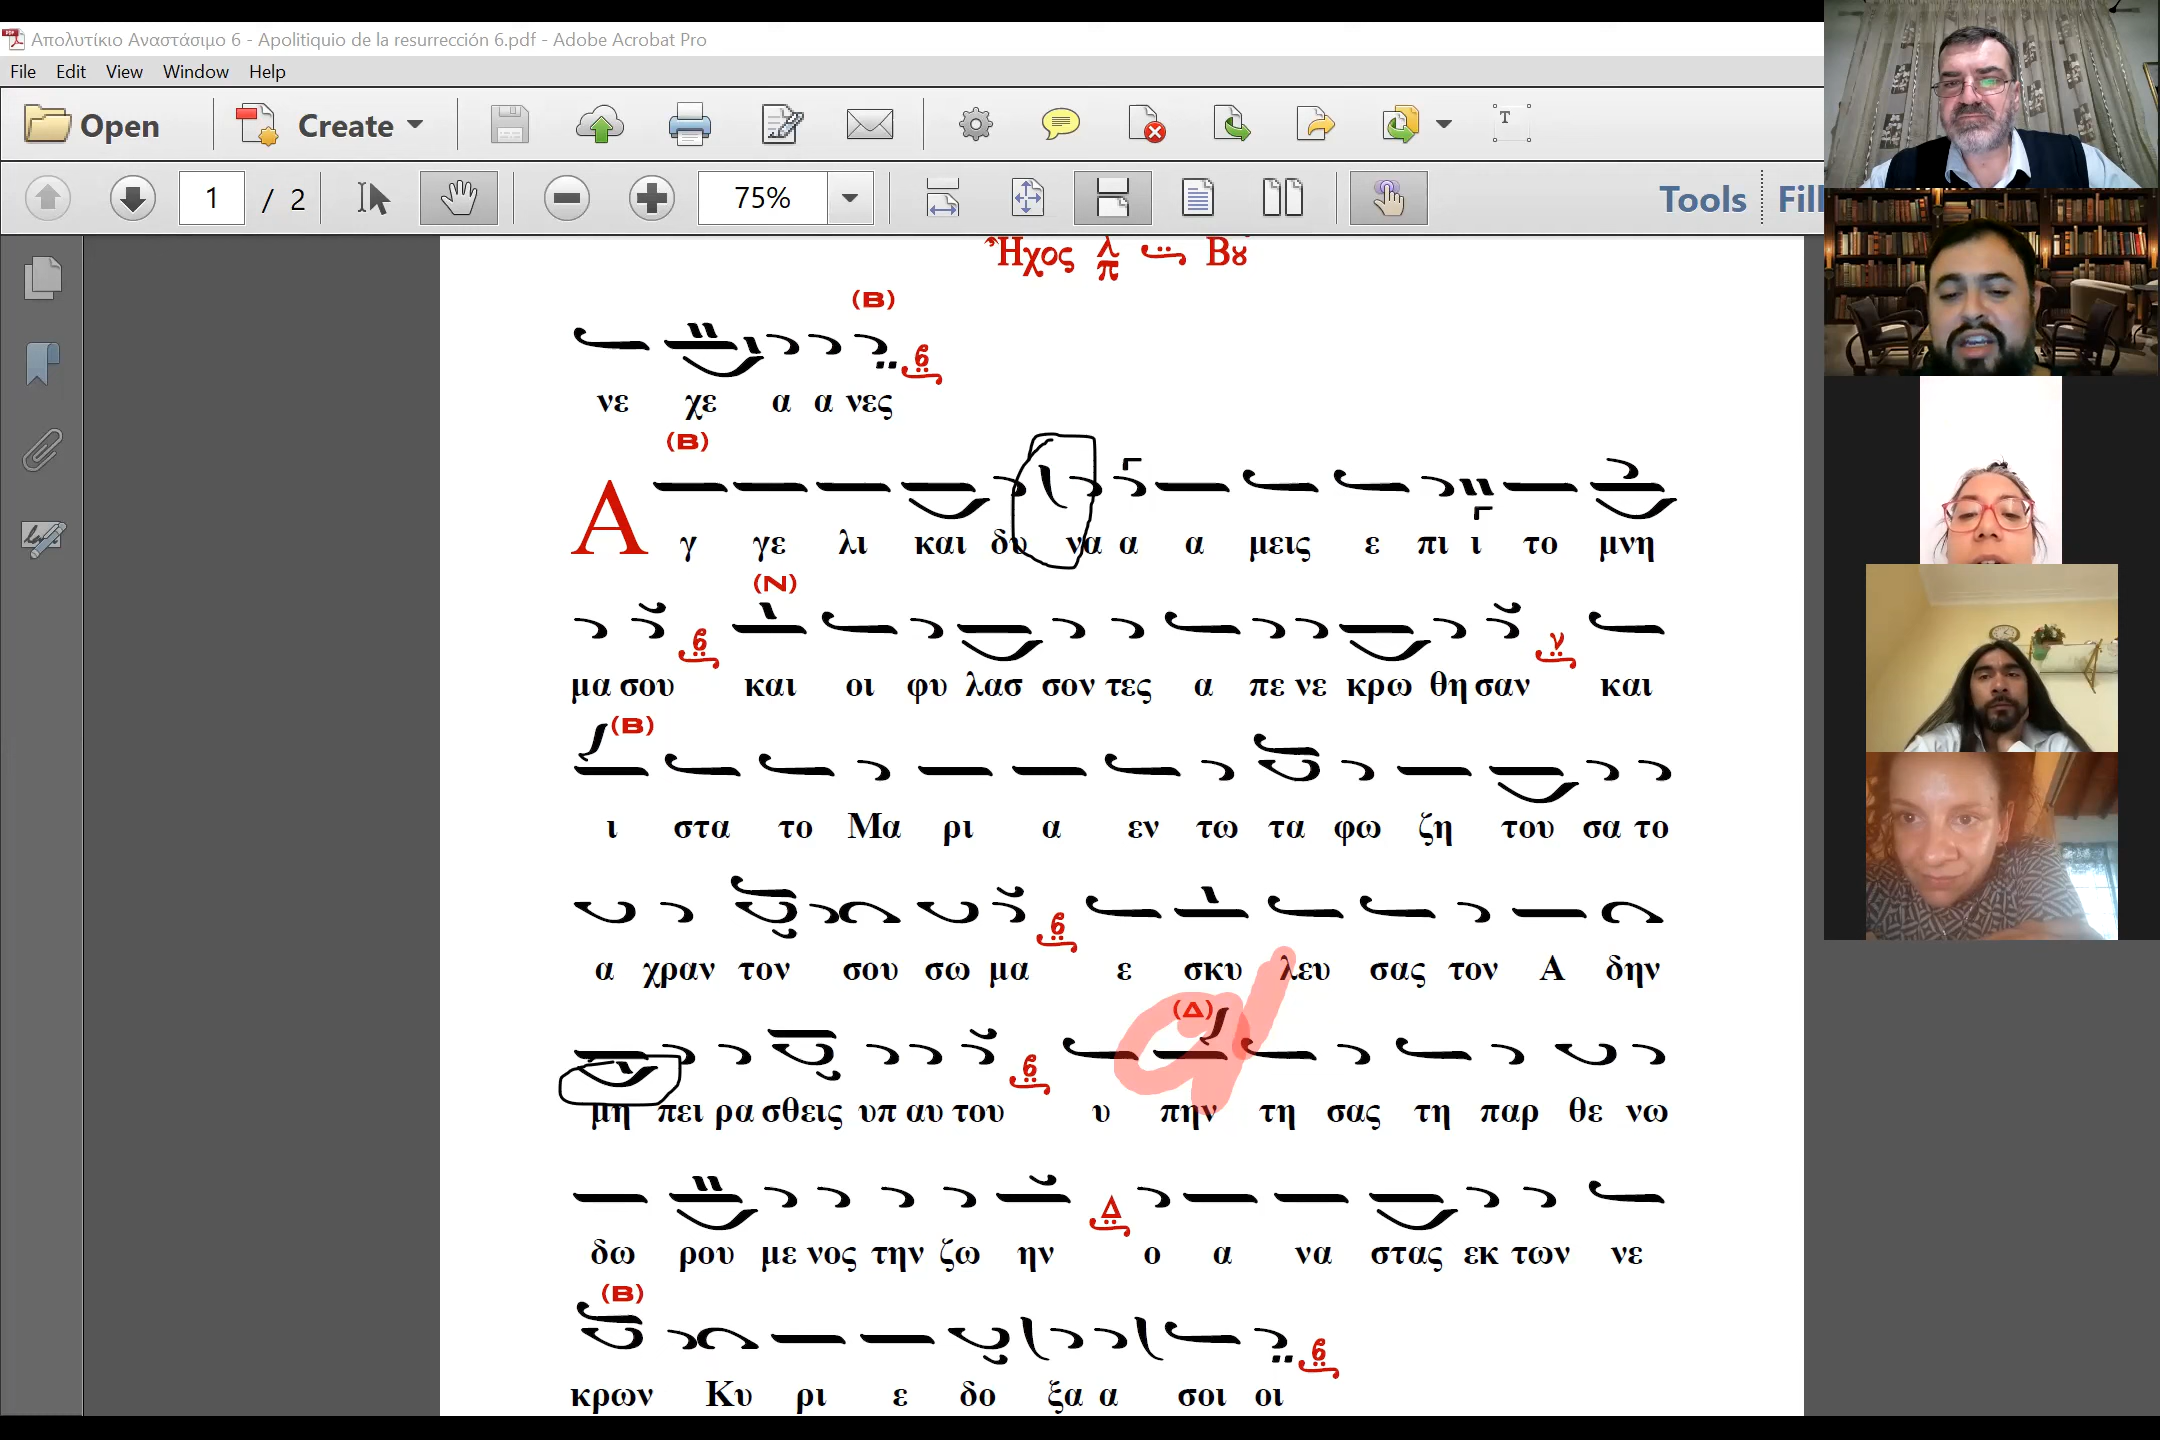 Απολυτίκιο Αναστάσιμο 6 - Apolitiquio de la resurrección 6.pdf - Adobe Acrobat Pro
File Edit View Window Help
Open Create
1 / 2 75% Tools Fill
Ἦχος λ π Βȣ
(Β)
νε χε α α νες
(Β)
Α γ γε λι και δυ να α α μεις ε πι ι το μνη
(Ν)
μα σου και οι φυ λασ σον τες α πε νε κρω θη σαν και
(Β)
ι στα το Μα ρι α εν τω τα φω ζη του σα το
α χραν τον σου σω μα ε σκυ λευ σας τον Α δην
(Δ)
μη πει ρα σθεις υπ αυ του υ πην τη σας τη παρ θε νω
δω ρου με νος την ζω ην Δ ο α να στας εκ των νε
(Β)
κρων Κυ ρι ε δο ξα α σοι οι